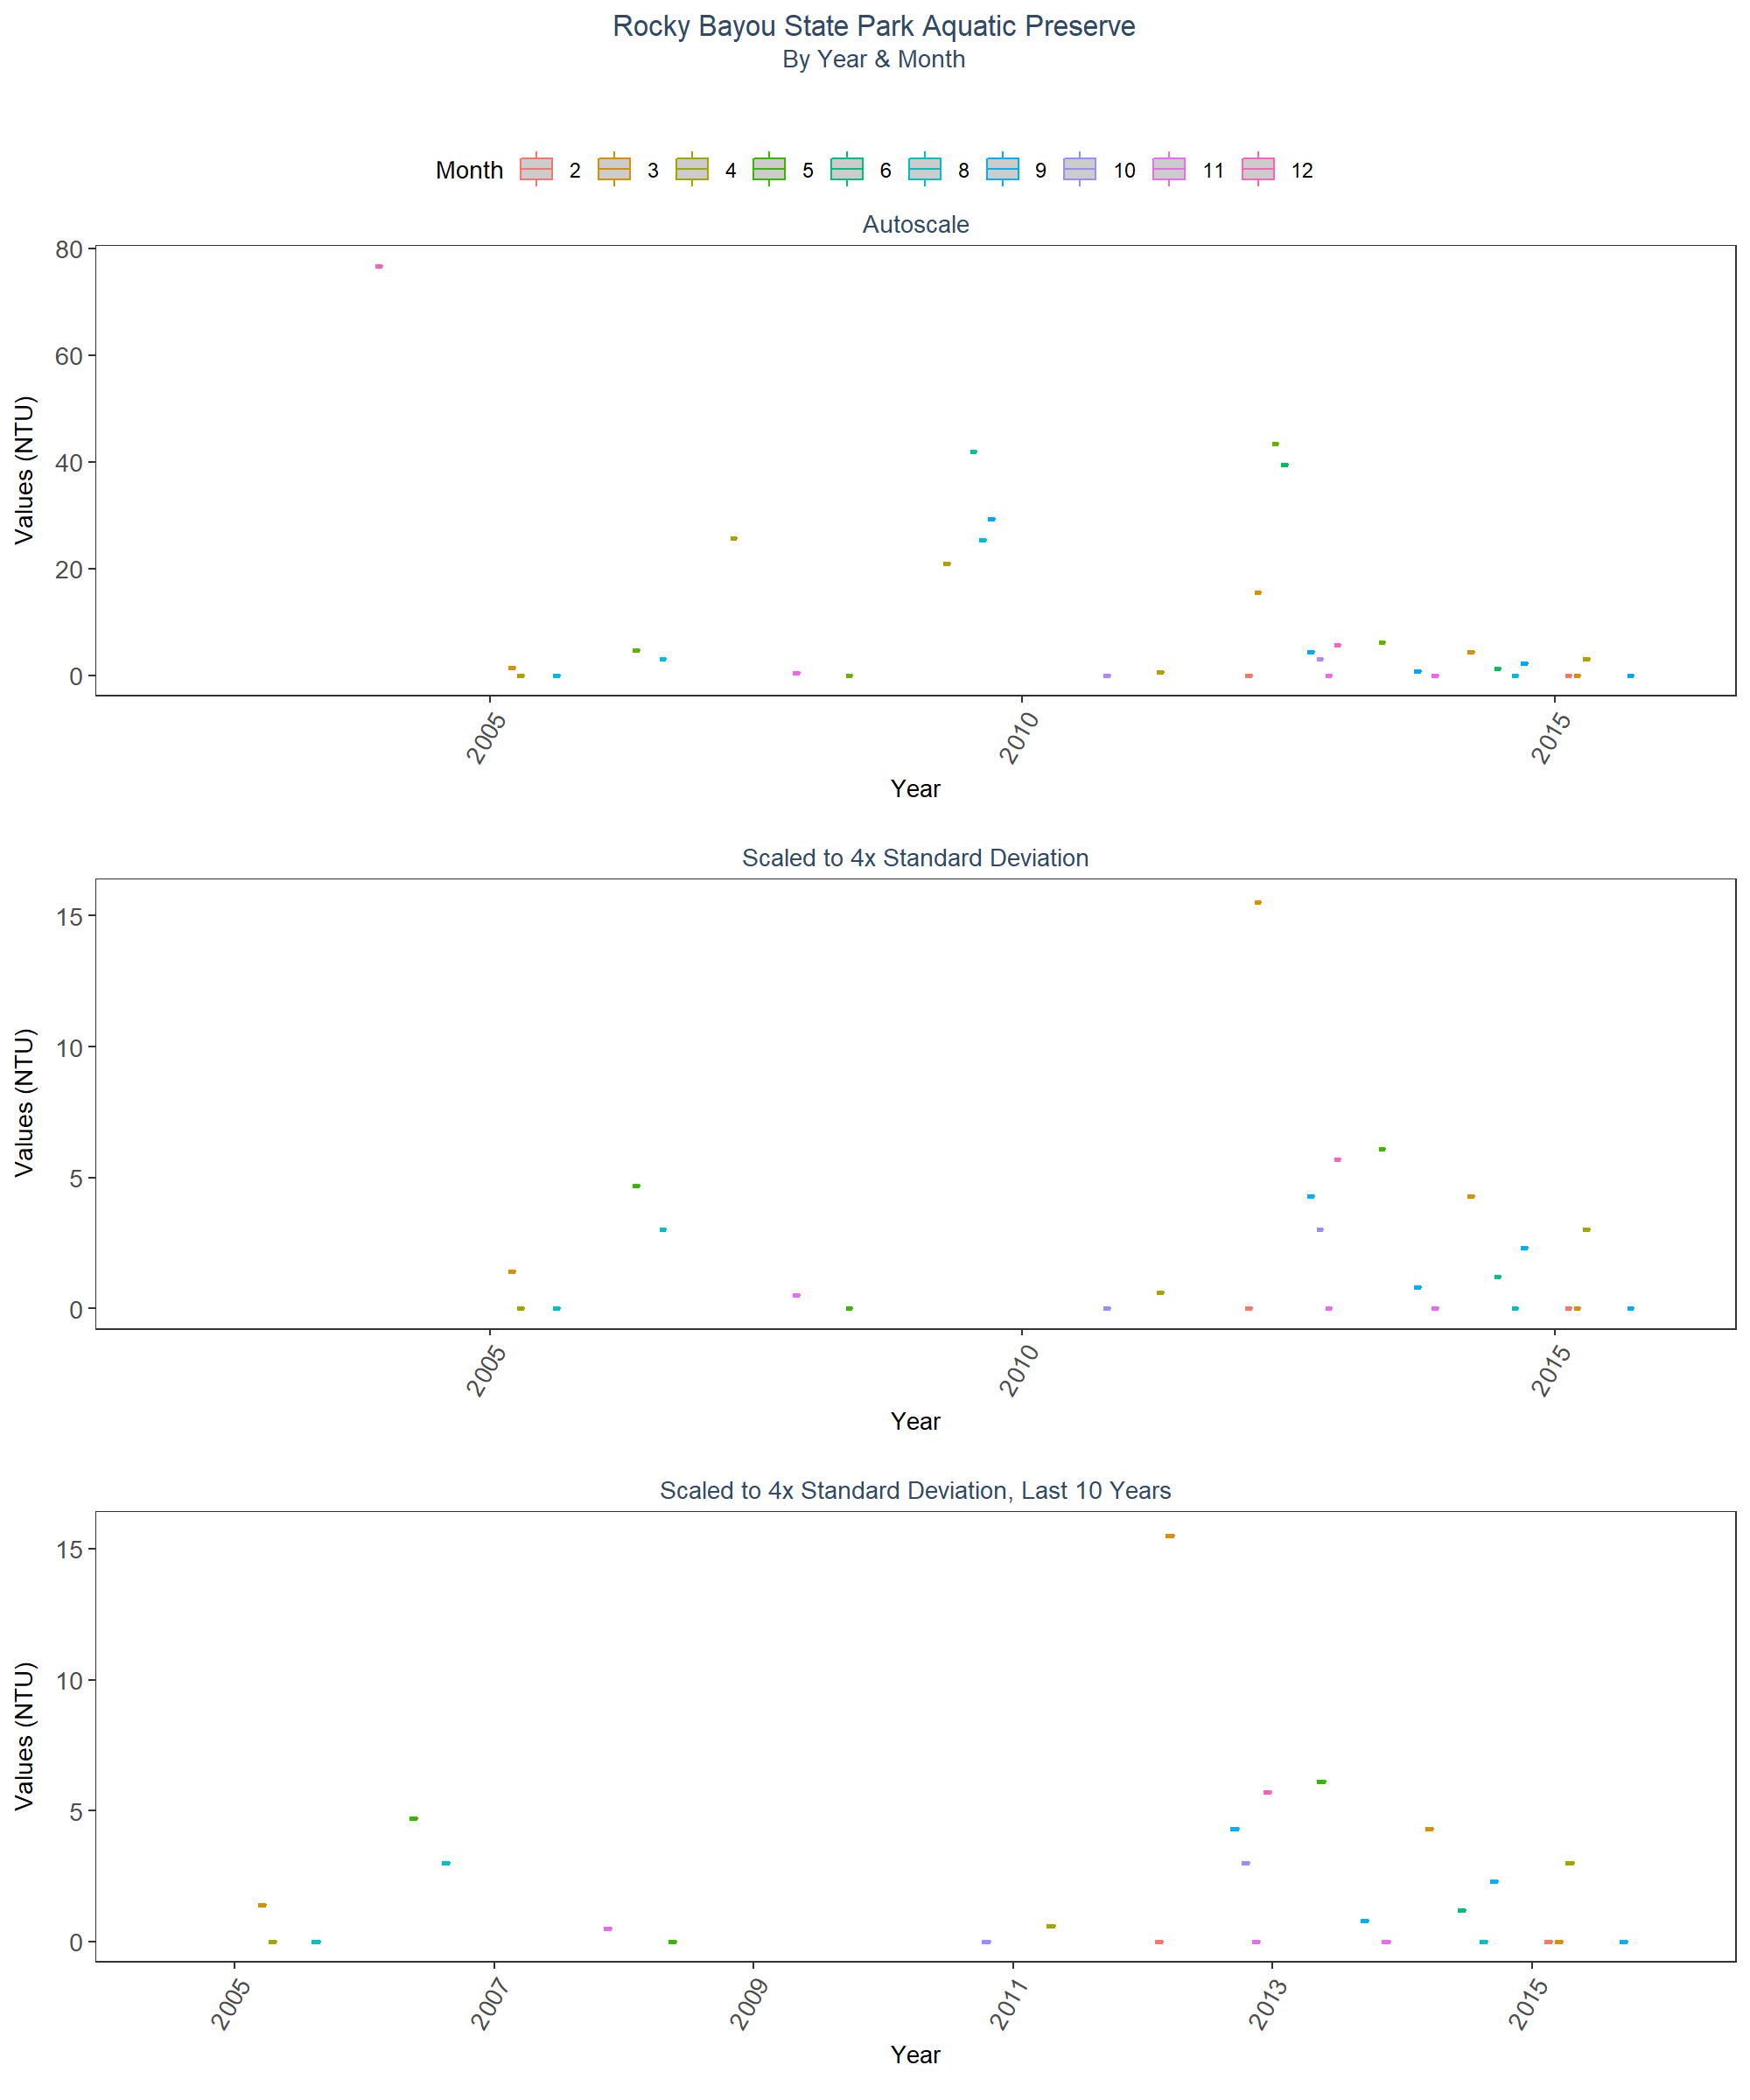 Rocky Bayou State Park Aquatic Preserve
By Year & Month
Month 2 3 4 5 6 8 9 10 11 12
Autoscale
Values (NTU)
80
60
40
20
0
2005 2010 2015
Year
Scaled to 4x Standard Deviation
Values (NTU)
15
10
5
0
2005 2010 2015
Year
Scaled to 4x Standard Deviation, Last 10 Years
Values (NTU)
15
10
5
0
2005 2007 2009 2011 2013 2015
Year